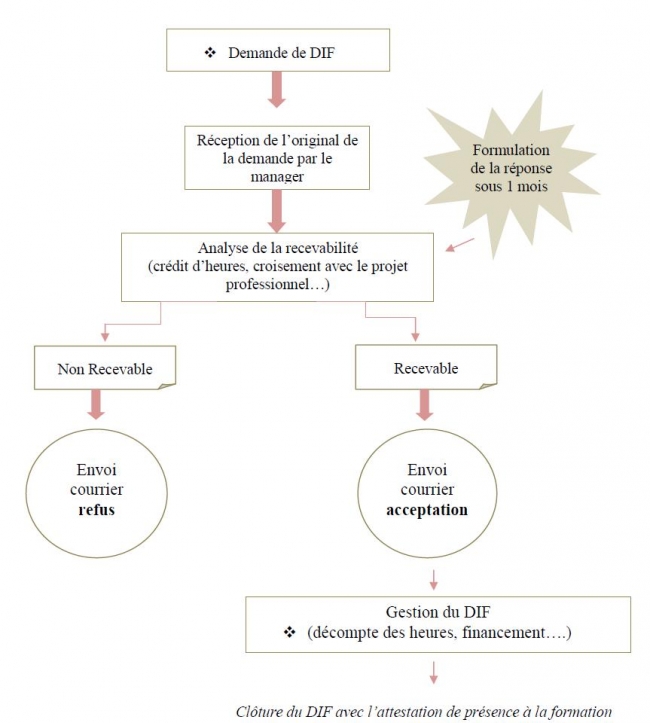 ❖ Demande de DIF
Réception de l'original de
la demande par le
manager
Formulation
de la réponse
sous 1 mois
Analyse de la recevabilité
(crédit d'heures, croisement avec le projet
professionnel…)
Non Recevable
Recevable
Envoi
courrier
refus
Envoi
courrier
acceptation
Gestion du DIF
❖ (décompte des heures, financement….)
Clôture du DIF avec l'attestation de présence à la formation